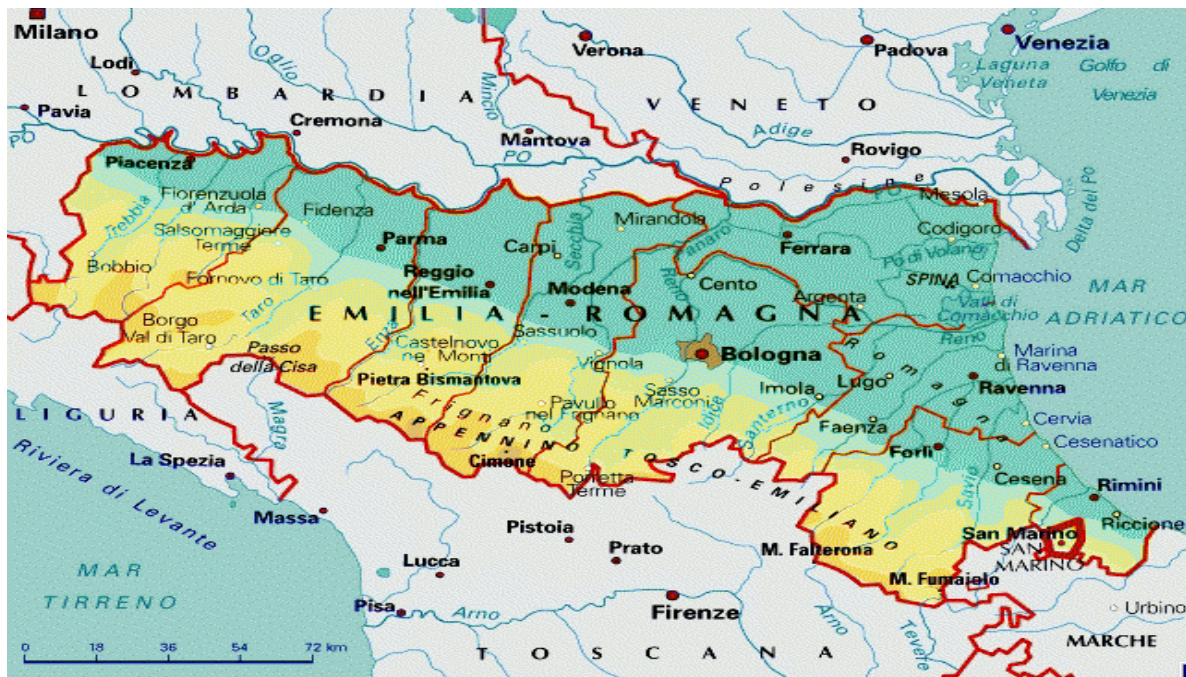 Milano
Verona
Padova
Venezia
Lodi
Oglio
Mincio
Laguna
Veneta
Golfo di
Venezia
LOMBARDIA
VENETO
Pavia
Cremona
Mantova
Adige
PO
PO
Rovigo
Piacenza
Polesine
Mesola
Delta del Po
Fiorenzuola
d'Arda
Fidenza
Trebbia
Salsomaggiore
Terme
Parma
Carpi
Secchia
Mirandola
Panaro
Ferrara
Codigoro
Po di Volano
Bobbio
Fornovo di Taro
Reggio
nell'Emilia
Modena
Reno
Cento
SPINA
Comacchio
Argenta
Valli di
Comacchio
MAR
ADRIATICO
EMILIA - ROMAGNA
Borgo
Val di Taro
Taro
Enza
Sassuolo
Reno
Passo
della Cisa
Castelnovo
ne' Monti
Vignola
Bologna
Romagna
Marina
di Ravenna
Pietra Bismantova
Sasso
Marconi
Imola
Lugo
Ravenna
LIGURIA
Magra
Frignano
Pavullo
nel Frignano
Idice
Santerno
Faenza
Cervia
Cesenatico
APPENNINO
TOSCO-EMILIANO
Forlì
Riviera di Levante
La Spezia
Cimone
Porretta
Terme
Savio
Cesena
Rimini
Massa
Pistoia
Riccione
San Marino
SAN
MARINO
Prato
M. Falterona
Lucca
M. Fumaiolo
MAR
TIRRENO
Pisa
Arno
Firenze
Arno
Tevere
Urbino
MARCHE
TOSCANA
0 18 36 54 72 km